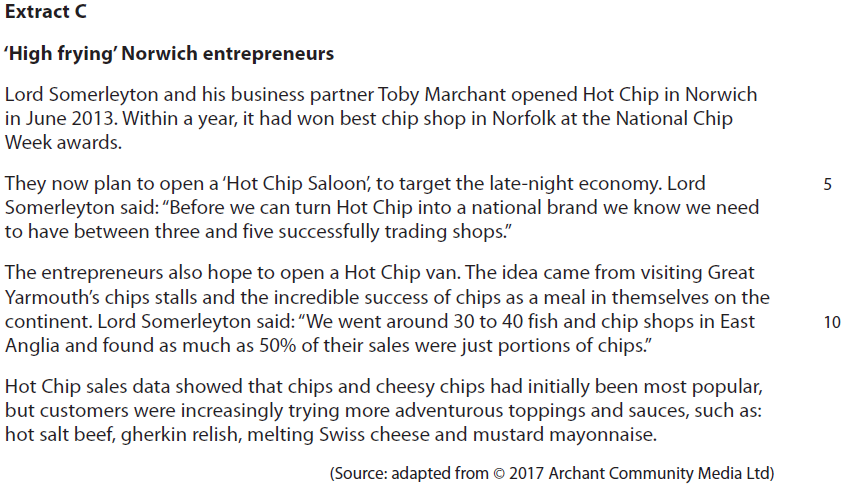 Extract C
‘High frying’ Norwich entrepreneurs
Lord Somerleyton and his business partner Toby Marchant opened Hot Chip in Norwich
in June 2013. Within a year, it had won best chip shop in Norfolk at the National Chip
Week awards.
They now plan to open a ‘Hot Chip Saloon’, to target the late-night economy. Lord 5
Somerleyton said: “Before we can turn Hot Chip into a national brand we know we need
to have between three and five successfully trading shops.”
The entrepreneurs also hope to open a Hot Chip van. The idea came from visiting Great
Yarmouth’s chips stalls and the incredible success of chips as a meal in themselves on the
continent. Lord Somerleyton said: “We went around 30 to 40 fish and chip shops in East 10
Anglia and found as much as 50% of their sales were just portions of chips.”
Hot Chip sales data showed that chips and cheesy chips had initially been most popular,
but customers were increasingly trying more adventurous toppings and sauces, such as:
hot salt beef, gherkin relish, melting Swiss cheese and mustard mayonnaise.
(Source: adapted from © 2017 Archant Community Media Ltd)